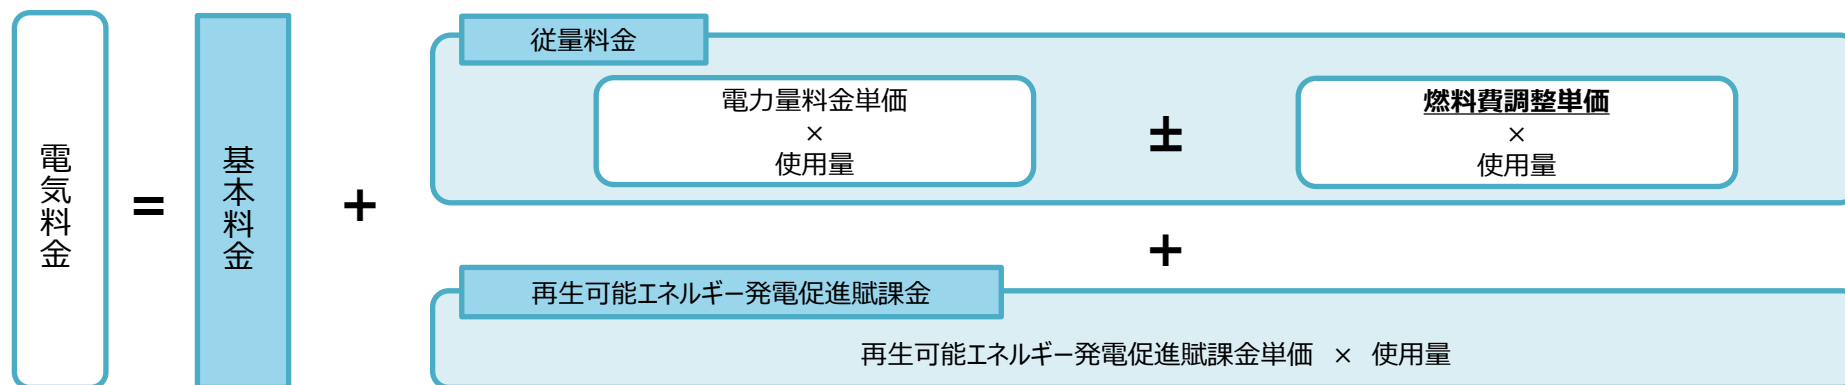 電気料金
=
基本料金
+
従量料金
電力量料金単価
×
使用量
±
燃料費調整単価
×
使用量
+
再生可能エネルギー発電促進賦課金
再生可能エネルギー発電促進賦課金単価 × 使用量